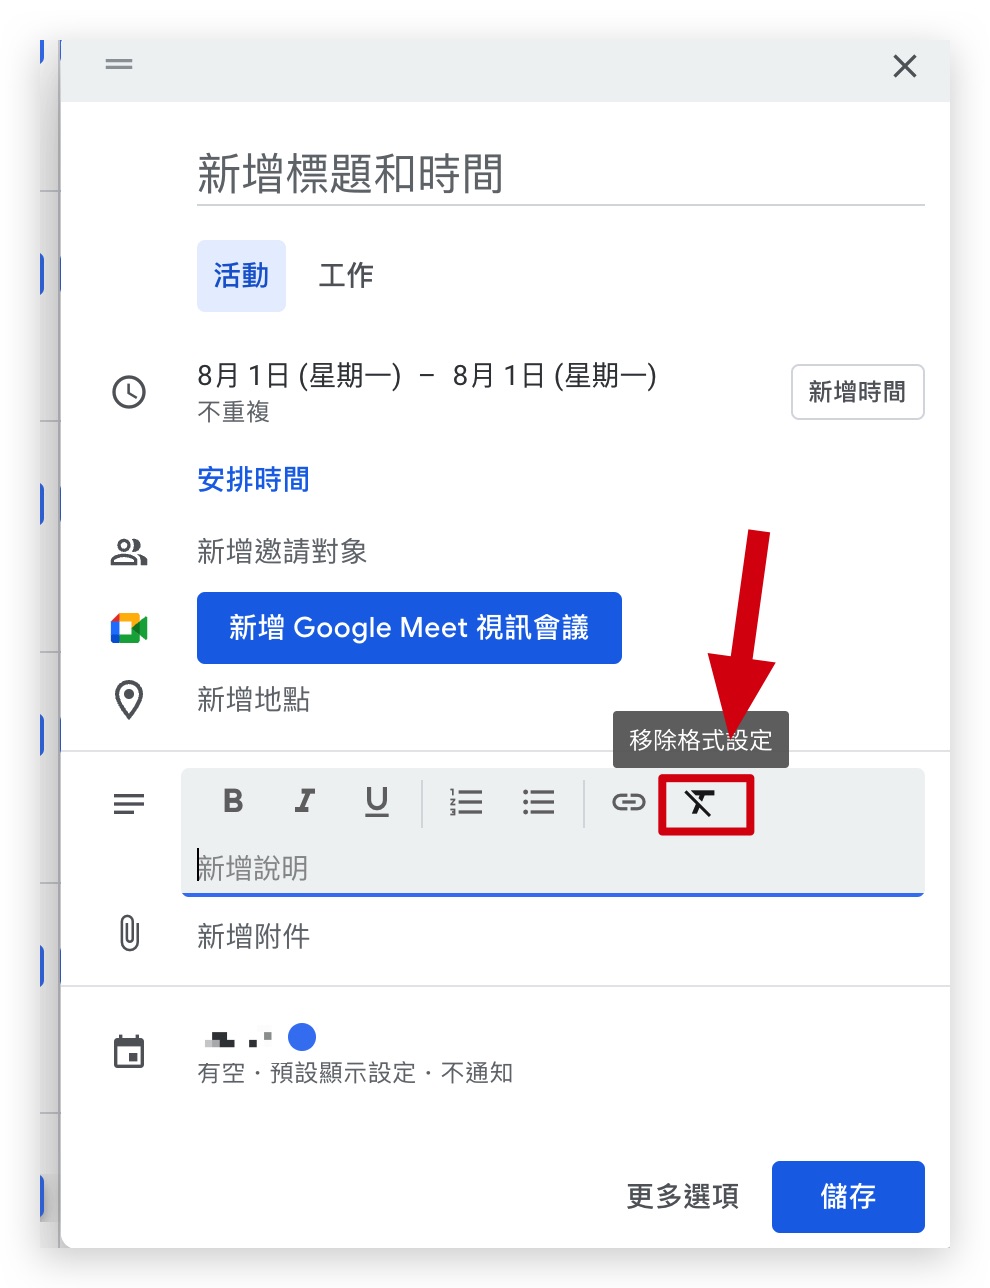 新增標題和時間
活動 工作
8月 1日 (星期一) – 8月 1日 (星期一)
新增時間
不重複
安排時間
新增邀請對象
新增 Google Meet 視訊會議
新增地點
移除格式設定
B I U
新增說明
新增附件
有空・預設顯示設定・不通知
更多選項 儲存